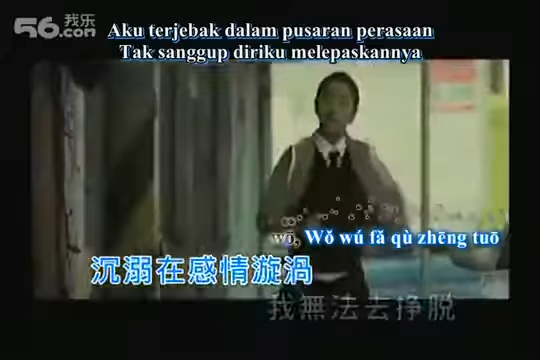 56 我乐
.com
Aku terjebak dalam pusaran perasaan
Tak sanggup diriku melepaskannya
wō, Wǒ wú fǎ qù zhēng tuō
沉溺在感情漩渦
我無法去掙脫